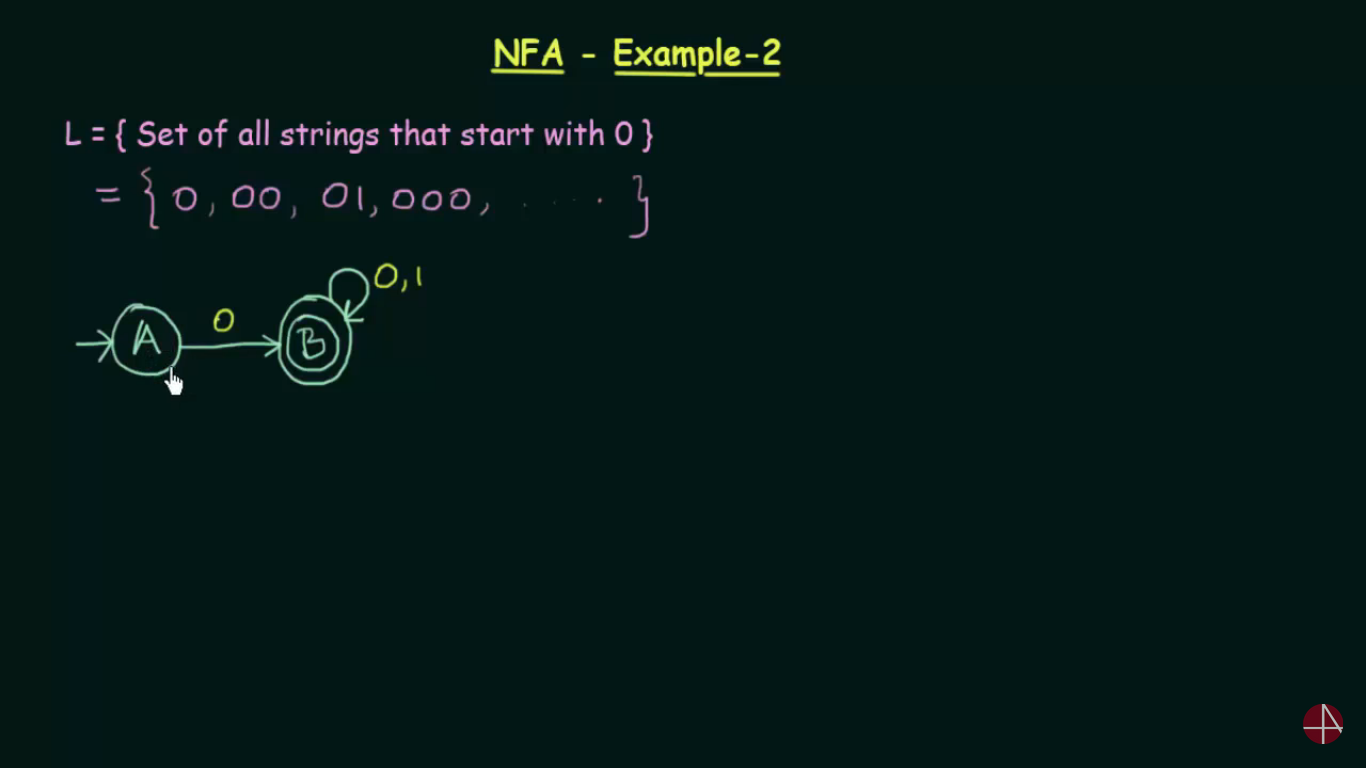 NFA - Example-2
L = { Set of all strings that start with 0 }
= { 0, 00, 01, 000, ..... }
0,1
0
A B